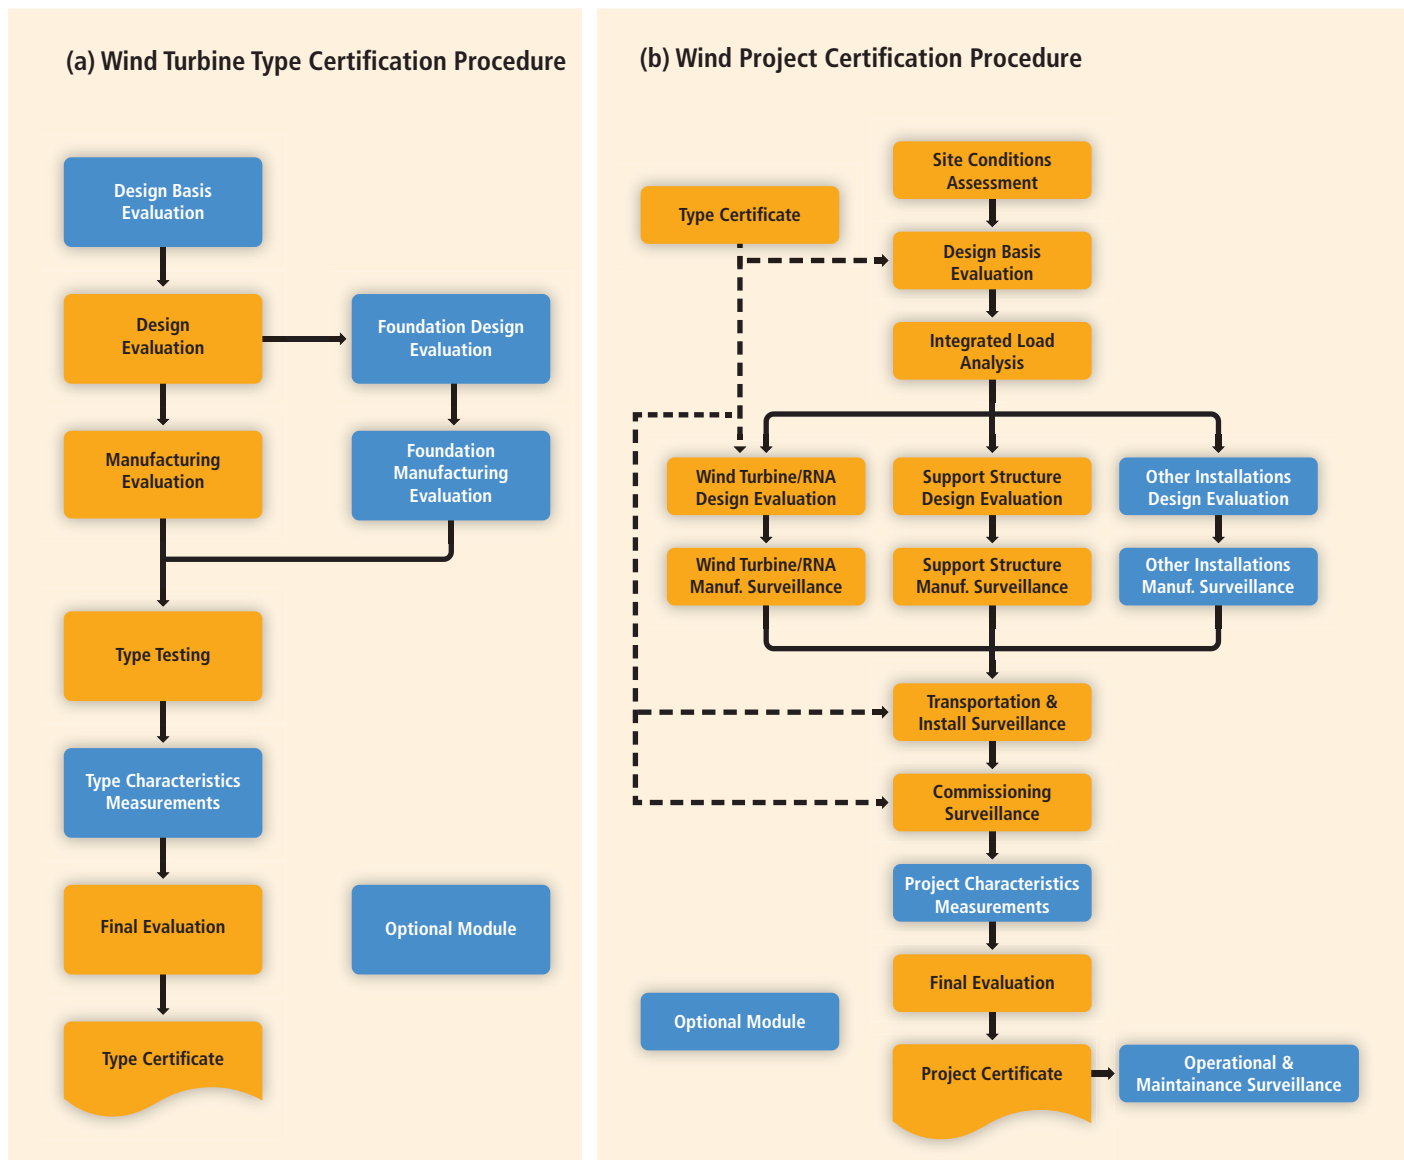 (a) Wind Turbine Type Certification Procedure
Design Basis
Evaluation
Design
Evaluation
Foundation Design
Evaluation
Manufacturing
Evaluation
Foundation
Manufacturing
Evaluation
Type Testing
Type Characteristics
Measurements
Final Evaluation
Optional Module
Type Certificate
(b) Wind Project Certification Procedure
Site Conditions
Assessment
Type Certificate
Design Basis
Evaluation
Integrated Load
Analysis
Wind Turbine/RNA
Design Evaluation
Support Structure
Design Evaluation
Other Installations
Design Evaluation
Wind Turbine/RNA
Manuf. Surveillance
Support Structure
Manuf. Surveillance
Other Installations
Manuf. Surveillance
Transportation &
Install Surveillance
Commissioning
Surveillance
Project Characteristics
Measurements
Final Evaluation
Optional Module
Project Certificate
Operational &
Maintainance Surveillance